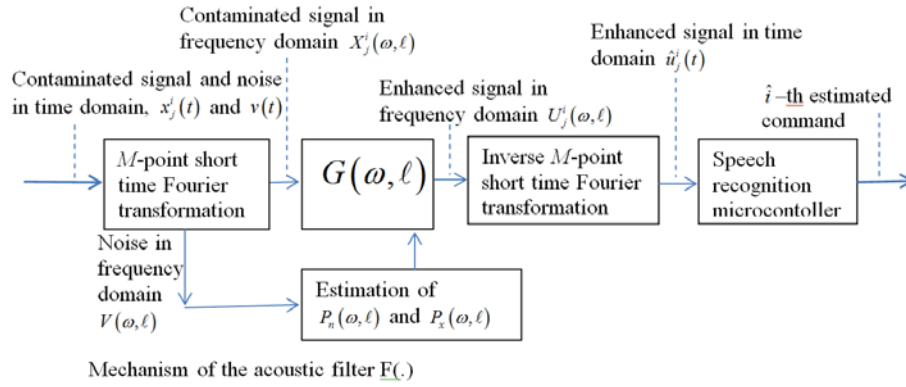 Contaminated signal in
frequency domain X_j^i(ω,ℓ)
Enhanced signal in time
domain û_j^i(t)
Contaminated signal and noise
in time domain, x_j^i(t) and v(t)
Enhanced signal in
frequency domain U_j^i(ω,ℓ)
î –th estimated
command
M-point short
time Fourier
transformation
G(ω,ℓ)
Inverse M-point
short time Fourier
transformation
Speech
recognition
microcontoller
Noise in
frequency
domain
V(ω,ℓ)
Estimation of
P_n(ω,ℓ) and P_x(ω,ℓ)
Mechanism of the acoustic filter F(.)